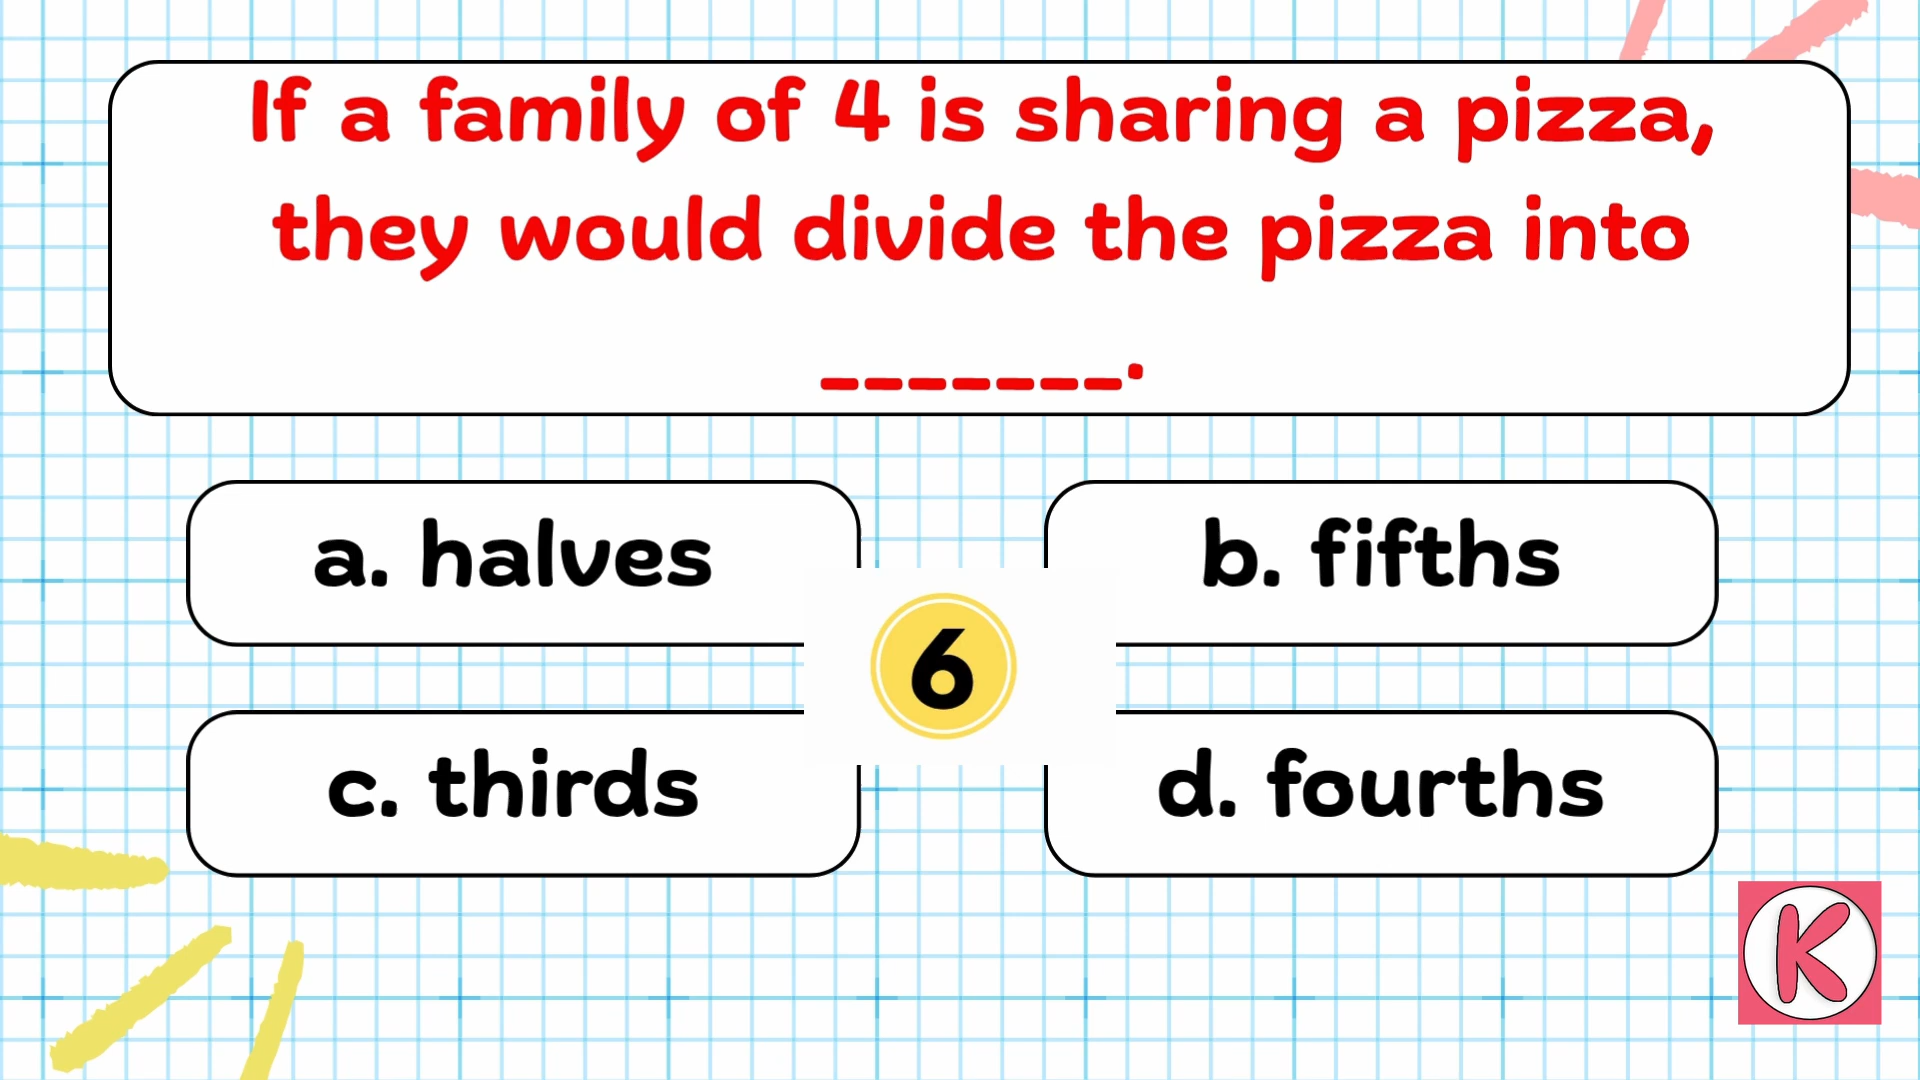 If a family of 4 is sharing a pizza,
they would divide the pizza into
_______.
a. halves
b. fifths
6
c. thirds
d. fourths
K